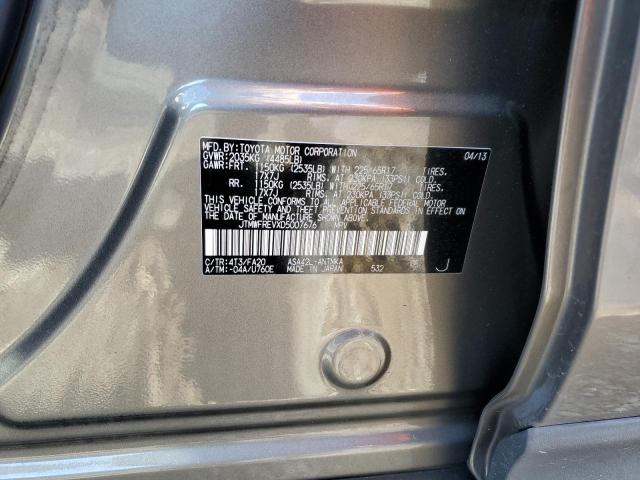 MFD.BY:TOYOTA MOTOR CORPORATION 04/13
GVWR:2035KG (4485LB)
GAWR:FRT. 1150KG (2535LB)WITH 225/65R17 TIRES,
17X7J RIMS, AT 230KPA (33PSI) COLD.
RR. 1150KG (2535LB)WITH 225/65R17 TIRES,
17X7J RIMS, AT 230KPA (33PSI) COLD.
THIS VEHICLE CONFORMS TO ALL APPLICABLE FEDERAL MOTOR
VEHICLE SAFETY AND THEFT PREVENTION STANDARDS IN EFFECT ON THE
DATE OF MANUFACTURE SHOWN ABOVE.
JTMWFREVXD5007676 MPV
C/TR:4T3/FA20 ASA42L-ANTMKA
A/TM:-04A/U760E MADE IN JAPAN 532 J